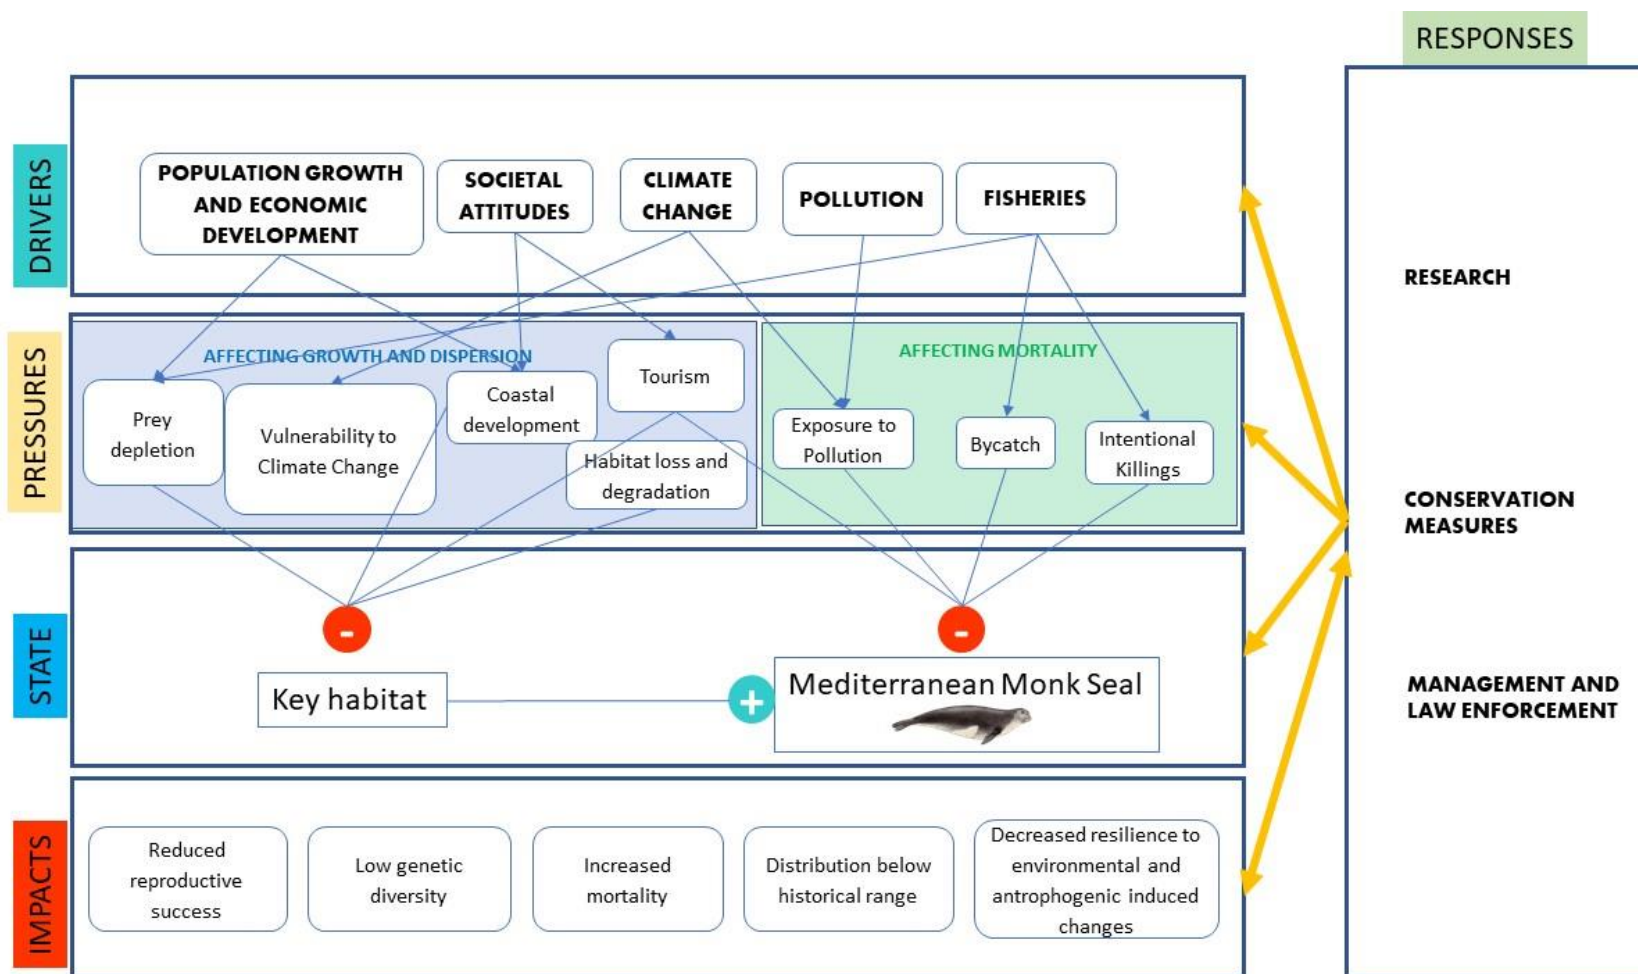 RESPONSES
DRIVERS
POPULATION GROWTH
AND ECONOMIC
DEVELOPMENT
SOCIETAL
ATTITUDES
CLIMATE
CHANGE
POLLUTION
FISHERIES
PRESSURES
AFFECTING GROWTH AND DISPERSION
Prey
depletion
Vulnerability to
Climate Change
Coastal
development
Tourism
Habitat loss and
degradation
AFFECTING MORTALITY
Exposure to
Pollution
Bycatch
Intentional
Killings
STATE
-
-
Key habitat
+
Mediterranean Monk Seal
IMPACTS
Reduced
reproductive
success
Low genetic
diversity
Increased
mortality
Distribution below
historical range
Decreased resilience to
environmental and
antrophogenic induced
changes
RESEARCH
CONSERVATION
MEASURES
MANAGEMENT AND
LAW ENFORCEMENT